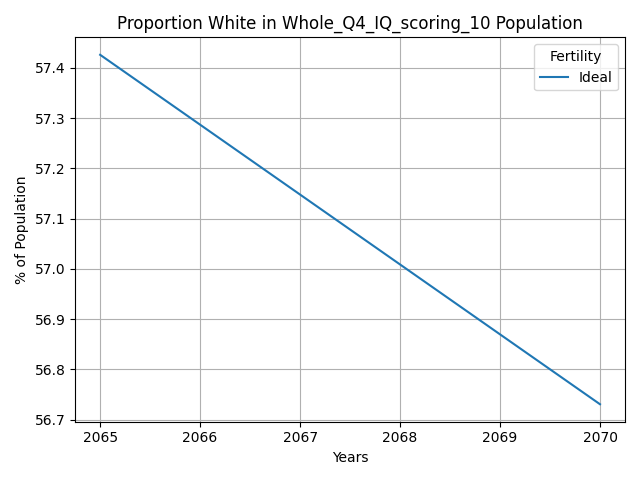 Proportion White in Whole_Q4_IQ_scoring_10 Population
Fertility
Ideal
% of Population
57.4
57.3
57.2
57.1
57.0
56.9
56.8
56.7
2065 2066 2067 2068 2069 2070
Years